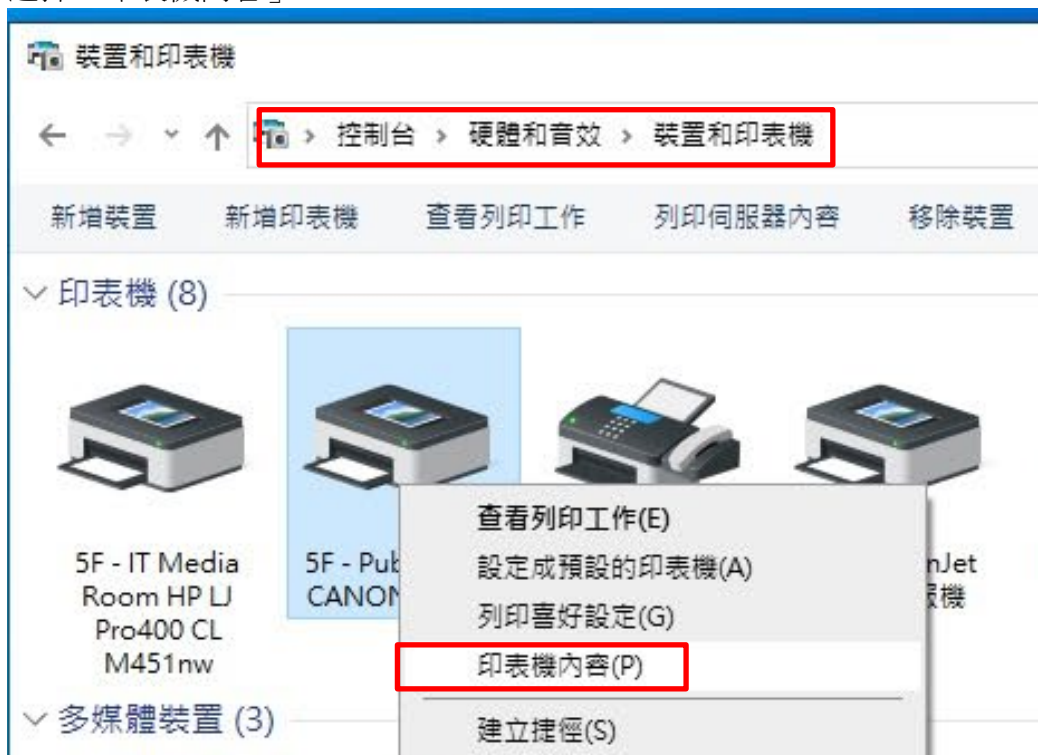 裝置和印表機
控制台 › 硬體和音效 › 裝置和印表機
新增裝置 新增印表機 查看列印工作 列印伺服器內容 移除裝置
印表機 (8)
5F - IT Media
Room HP LJ
Pro400 CL
M451nw
5F - Pub
CANON
查看列印工作(E)
設定成預設的印表機(A)
列印喜好設定(G)
印表機內容(P)
建立捷徑(S)
nJet
機
多媒體裝置 (3)